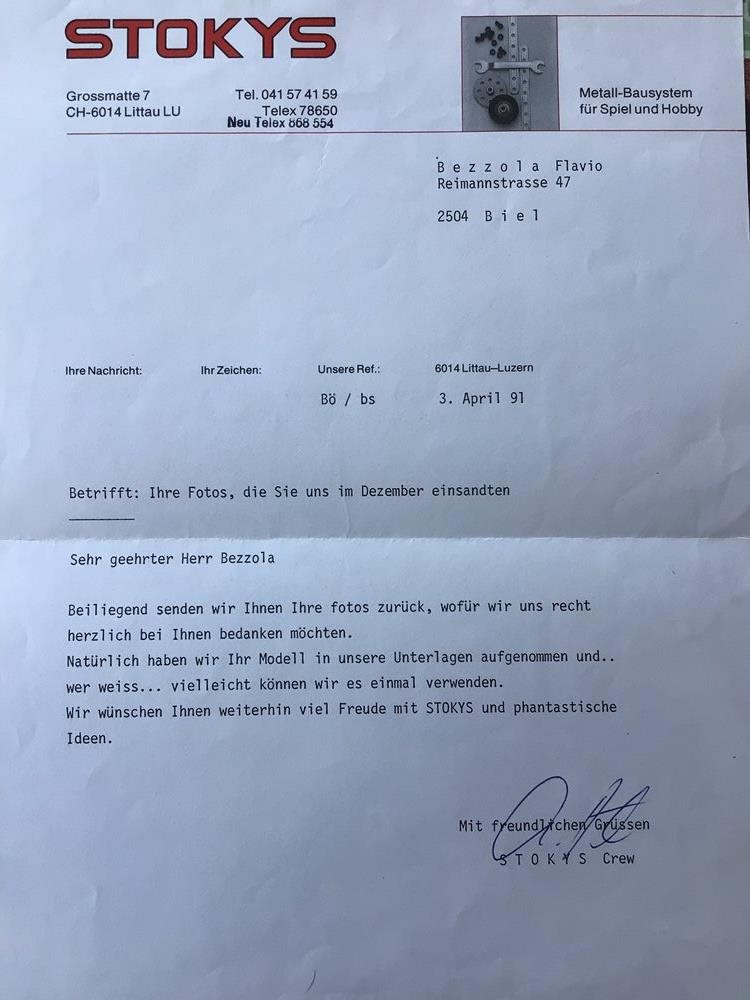 STOKYS
Grossmatte 7
CH-6014 Littau LU
Tel. 041 57 41 59
Telex 78650
Neu Telex 868 554
Metall-Bausystem
für Spiel und Hobby
B e z z o l a  Flavio
Reimannstrasse 47
2504  B i e l
Ihre Nachricht: Ihr Zeichen: Unsere Ref.: 6014 Littau–Luzern
Bö / bs 3. April 91
Betrifft: Ihre Fotos, die Sie uns im Dezember einsandten
Sehr geehrter Herr Bezzola
Beiliegend senden wir Ihnen Ihre fotos zurück, wofür wir uns recht
herzlich bei Ihnen bedanken möchten.
Natürlich haben wir Ihr Modell in unsere Unterlagen aufgenommen und..
wer weiss... vielleicht können wir es einmal verwenden.
Wir wünschen Ihnen weiterhin viel Freude mit STOKYS und phantastische
Ideen.
Mit freundlichen Grüssen
S T O K Y S  Crew